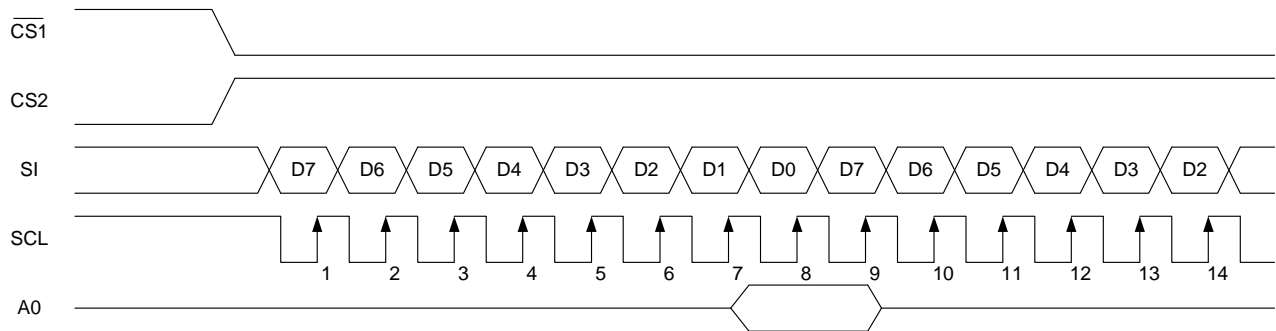 CS1
CS2
SI D7 D6 D5 D4 D3 D2 D1 D0 D7 D6 D5 D4 D3 D2
SCL
1 2 3 4 5 6 7 8 9 10 11 12 13 14
A0